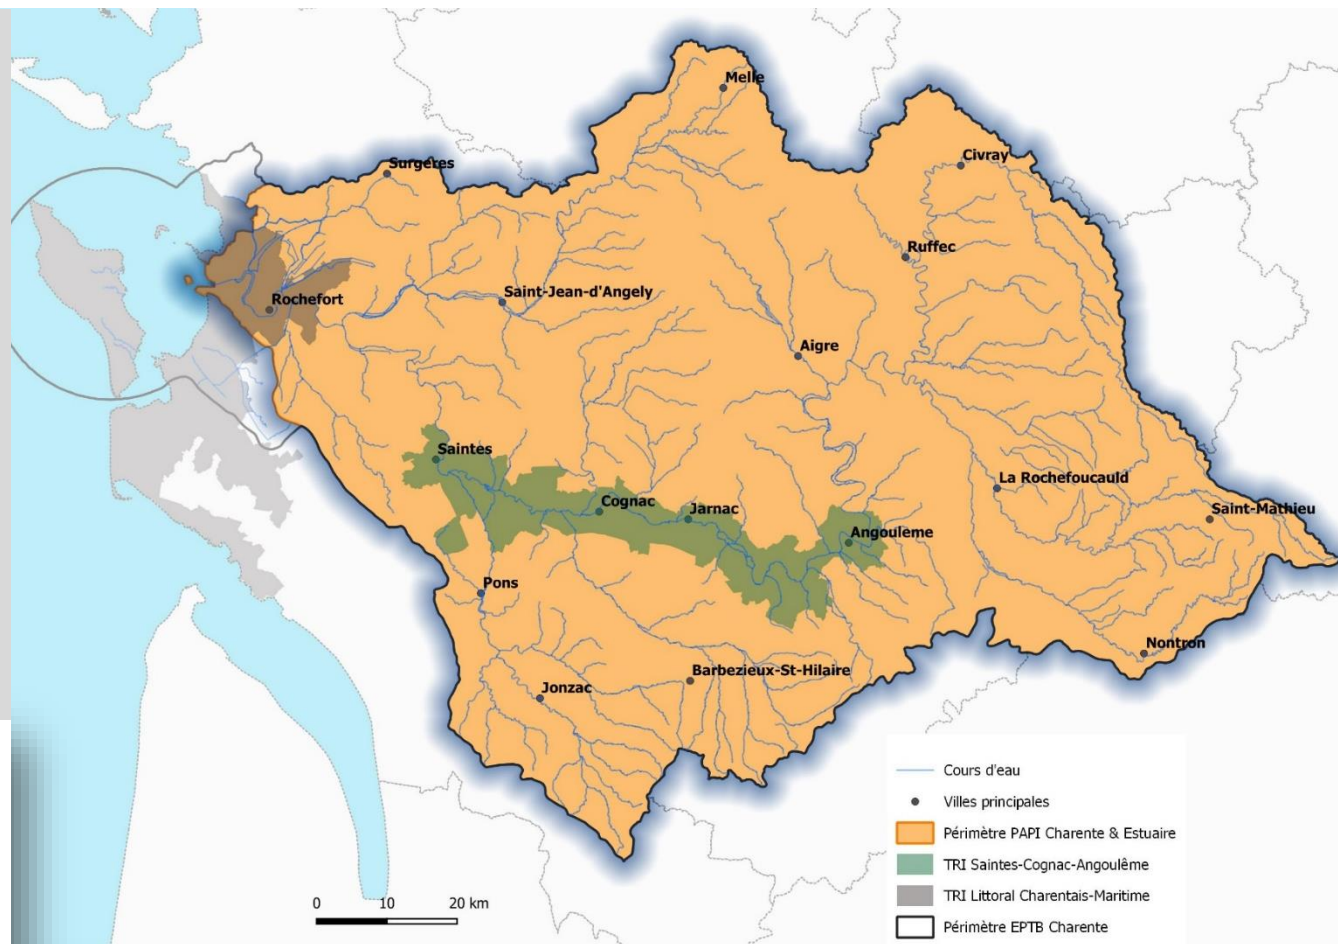 Melle
Civray
Surgères
Ruffec
Rochefort
Saint-Jean-d'Angely
Aigre
Saintes
La Rochefoucauld
Cognac
Jarnac
Saint-Mathieu
Angouleme
Pons
Nontron
Barbezieux-St-Hilaire
Jonzac
Cours d'eau
Villes principales
Périmètre PAPI Charente & Estuaire
TRI Saintes-Cognac-Angoulême
TRI Littoral Charentais-Maritime
Périmètre EPTB Charente
0 10 20 km